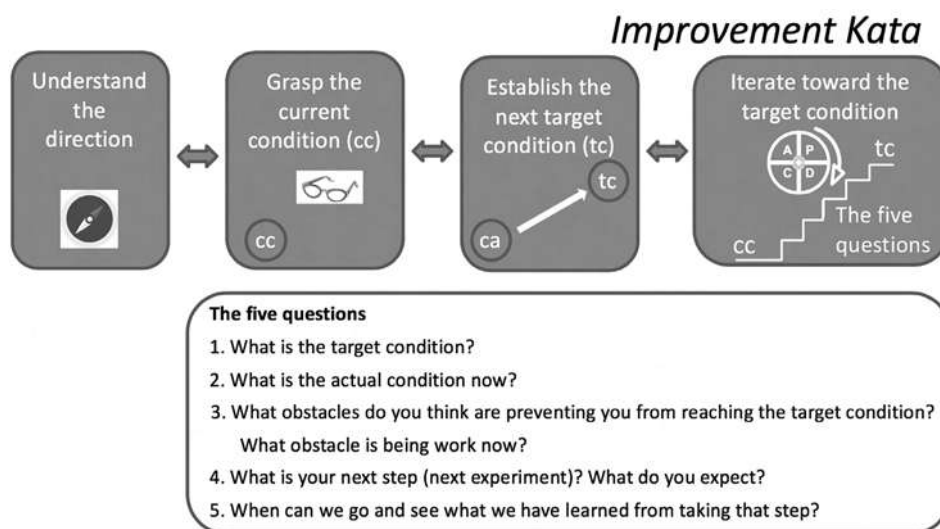 Improvement Kata
Understand
the
direction
Grasp the
current
condition (cc)
cc
Establish the
next target
condition (tc)
tc
ca
Iterate toward the
target condition
A P
C D
tc
The five
questions
cc
The five questions
1. What is the target condition?
2. What is the actual condition now?
3. What obstacles do you think are preventing you from reaching the target condition?
What obstacle is being work now?
4. What is your next step (next experiment)? What do you expect?
5. When can we go and see what we have learned from taking that step?